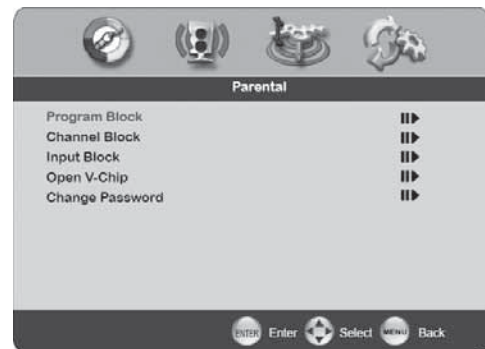 Parental
Program Block
Channel Block
Input Block
Open V-Chip
Change Password
ENTER Enter Select MENU Back